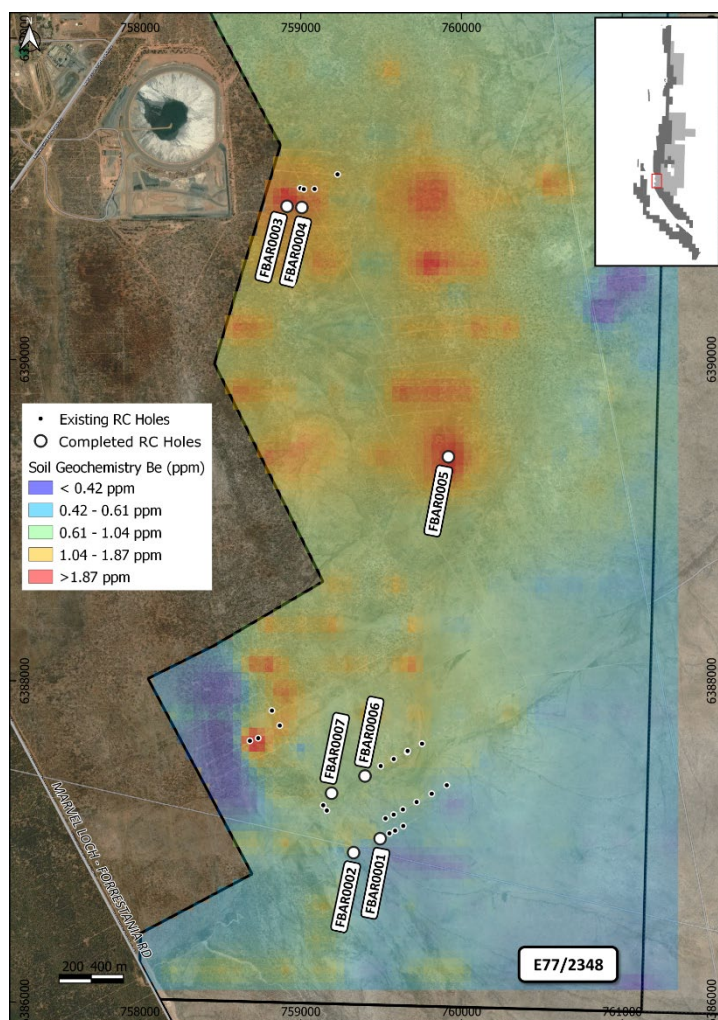 758000
759000
760000
FBAR0003
FBAR0004
6390000
6390000
Existing RC Holes
Completed RC Holes
Soil Geochemistry Be (ppm)
< 0.42 ppm
0.42 - 0.61 ppm
0.61 - 1.04 ppm
1.04 - 1.87 ppm
>1.87 ppm
FBAR0005
6388000
6388000
FBAR0007
FBAR0006
MARVEL LOCH - FORRESTANIA RD
FBAR0002
FBAR0001
E77/2348
200 400 m
6386000
6386000
758000
759000
760000
761000